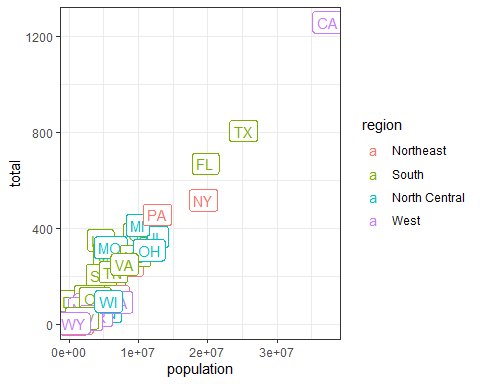 CA
1200
TX
800
FL
NY
PA
MI
400
OH
MO
VA
WI
WY
0
0e+00 1e+07 2e+07 3e+07
population
total
region
a Northeast
a South
a North Central
a West